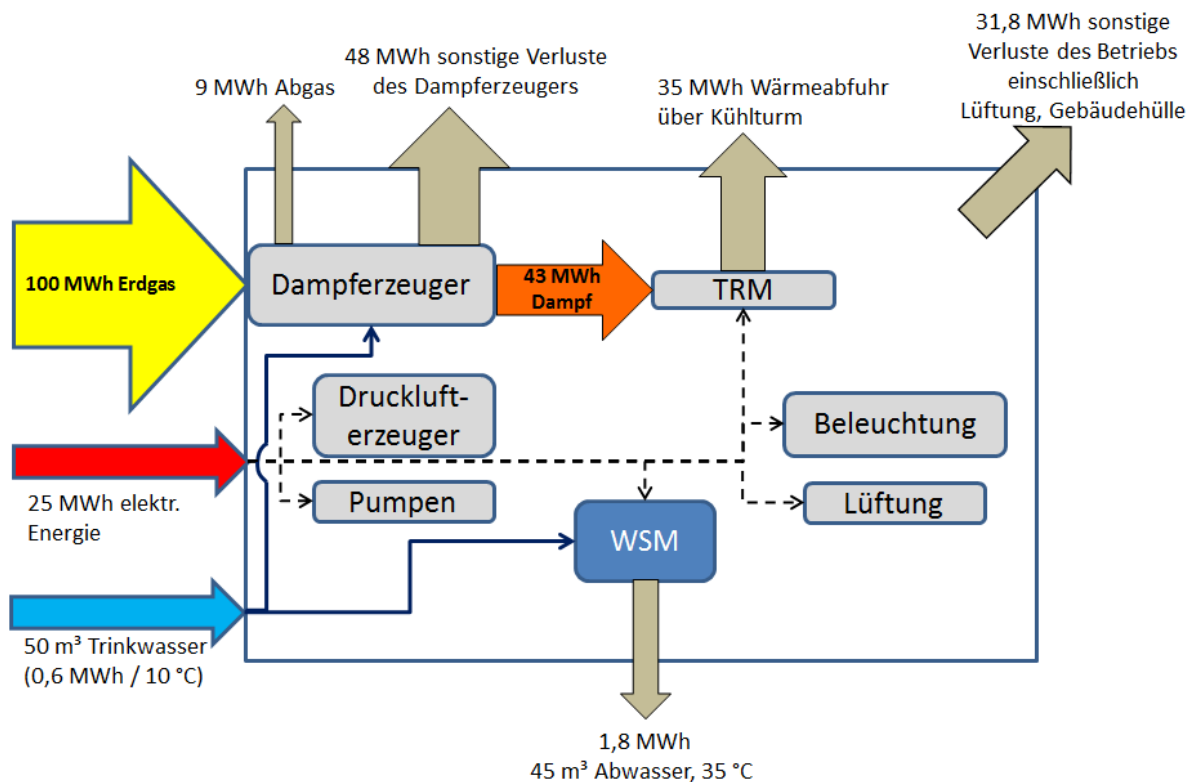 31,8 MWh sonstige
Verluste des Betriebs
einschließlich
Lüftung, Gebäudehülle
48 MWh sonstige Verluste
des Dampferzeugers
9 MWh Abgas
35 MWh Wärmeabfuhr
über Kühlturm
100 MWh Erdgas
Dampferzeuger
43 MWh
Dampf
TRM
Druckluft-
erzeuger
Beleuchtung
25 MWh elektr.
Energie
Pumpen
Lüftung
WSM
50 m³ Trinkwasser
(0,6 MWh / 10 °C)
1,8 MWh
45 m³ Abwasser, 35 °C